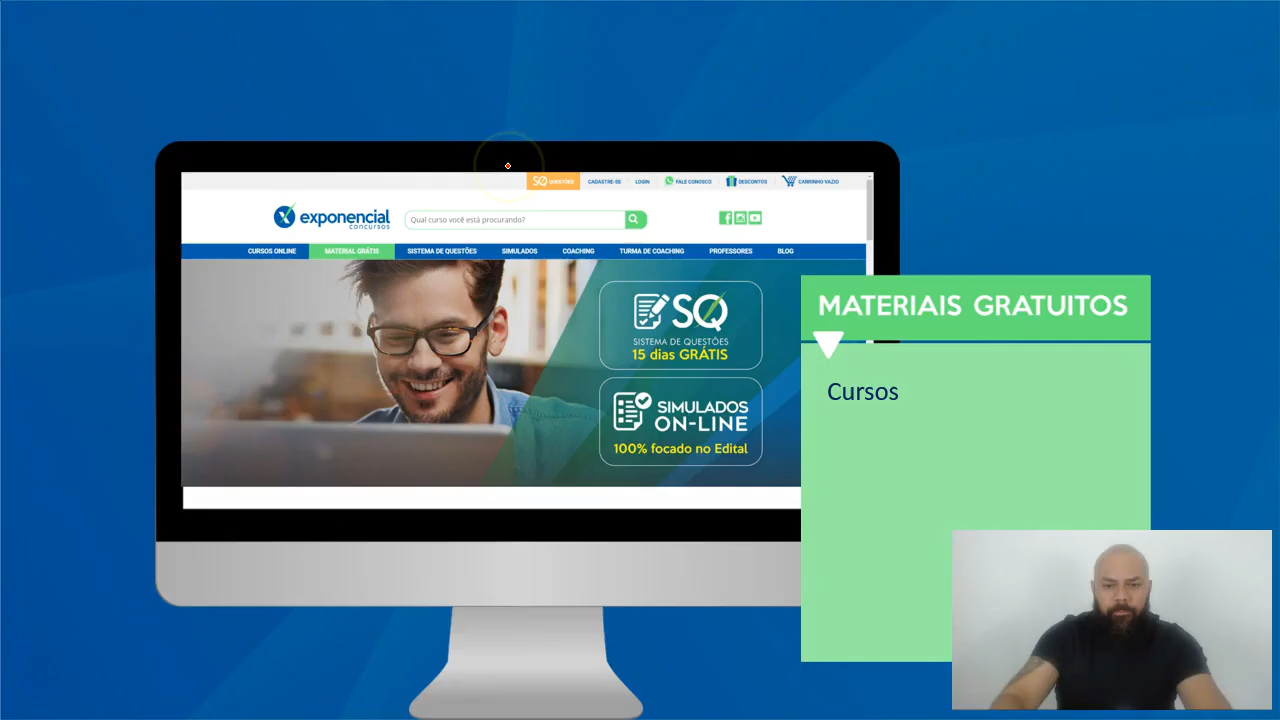 SQ QUESTÕES CADASTRE-SE LOGIN FALE CONOSCO DESCONTOS CARRINHO VAZIO
exponencial
concursos
Qual curso você está procurando?
CURSOS ONLINE MATERIAL GRÁTIS SISTEMA DE QUESTÕES SIMULADOS COACHING TURMA DE COACHING PROFESSORES BLOG
SQ
SISTEMA DE QUESTÕES
15 dias GRÁTIS
SIMULADOS
ON-LINE
100% focado no Edital
MATERIAIS GRATUITOS
Cursos